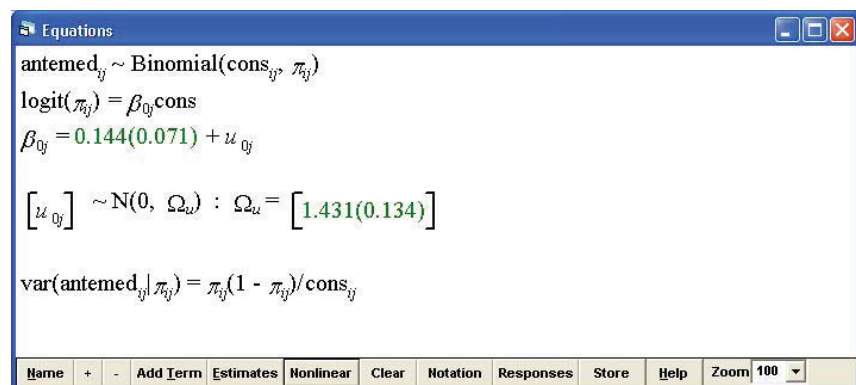 Equations
antemed_ij ~ Binomial(cons_ij, π_ij)
logit(π_ij) = β_0jcons
β_0j = 0.144(0.071) + u_0j
[u_0j] ~ N(0, Ω_u) : Ω_u = [1.431(0.134)]
var(antemed_ij|π_ij) = π_ij(1 - π_ij)/cons_ij
Name + - Add Term Estimates Nonlinear Clear Notation Responses Store Help Zoom 100